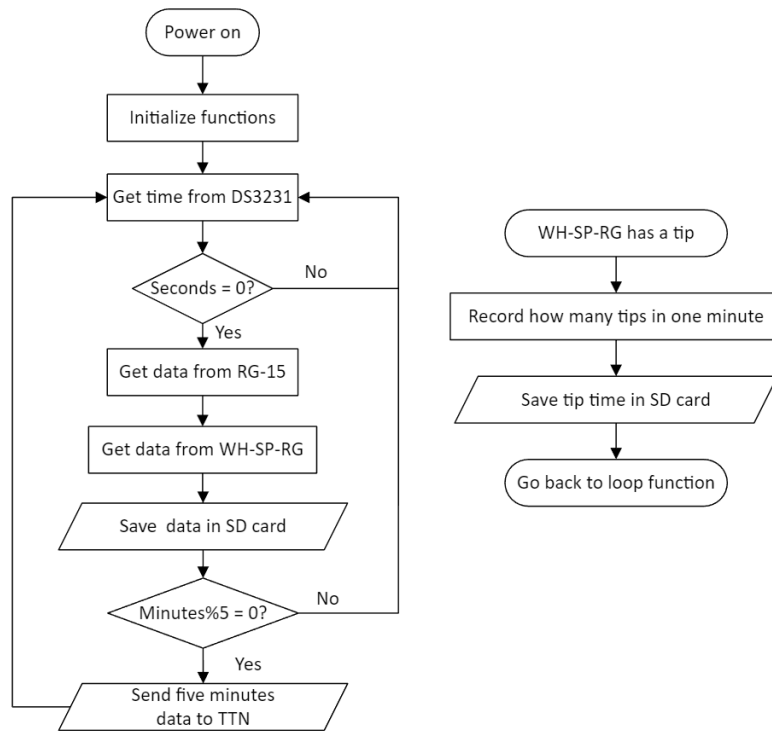 Power on
Initialize functions
Get time from DS3231
Seconds = 0?
No
Yes
Get data from RG-15
Get data from WH-SP-RG
Save data in SD card
Minutes%5 = 0?
No
Yes
Send five minutes
data to TTN
WH-SP-RG has a tip
Record how many tips in one minute
Save tip time in SD card
Go back to loop function